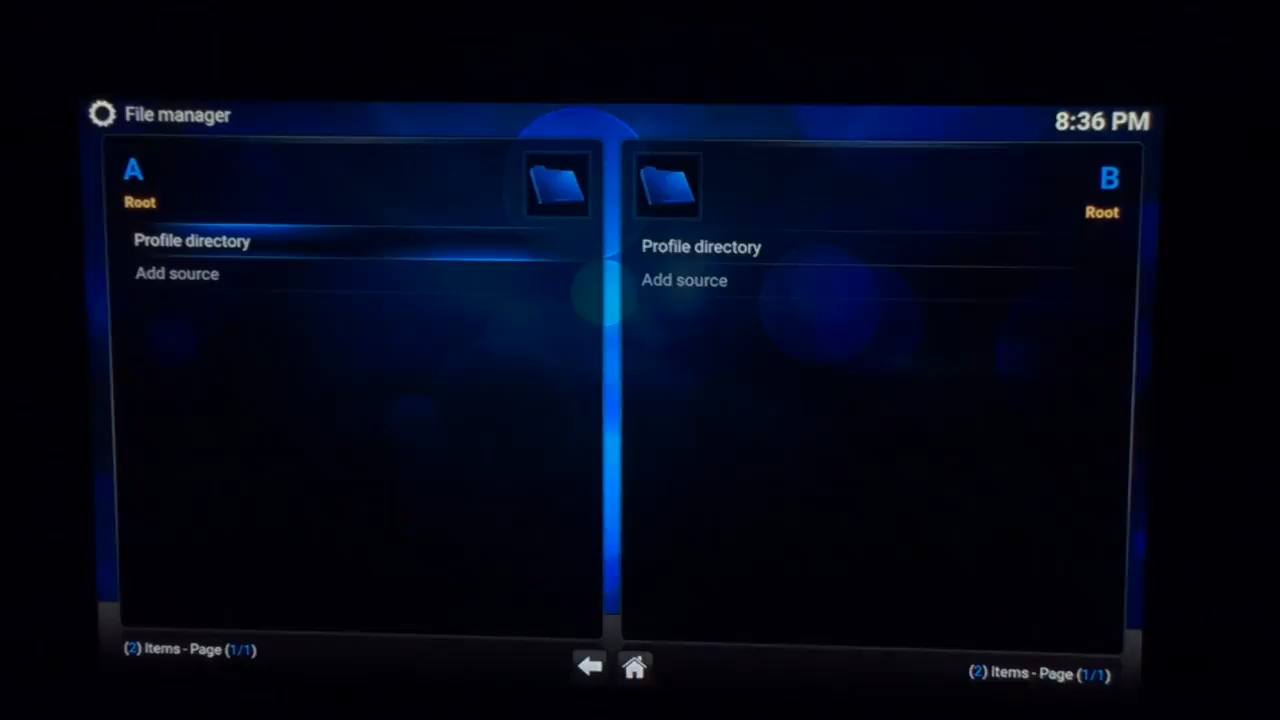 File manager
8:36 PM
A
Root
Profile directory
Add source
(2) Items - Page (1/1)
B
Root
Profile directory
Add source
(2) Items - Page (1/1)